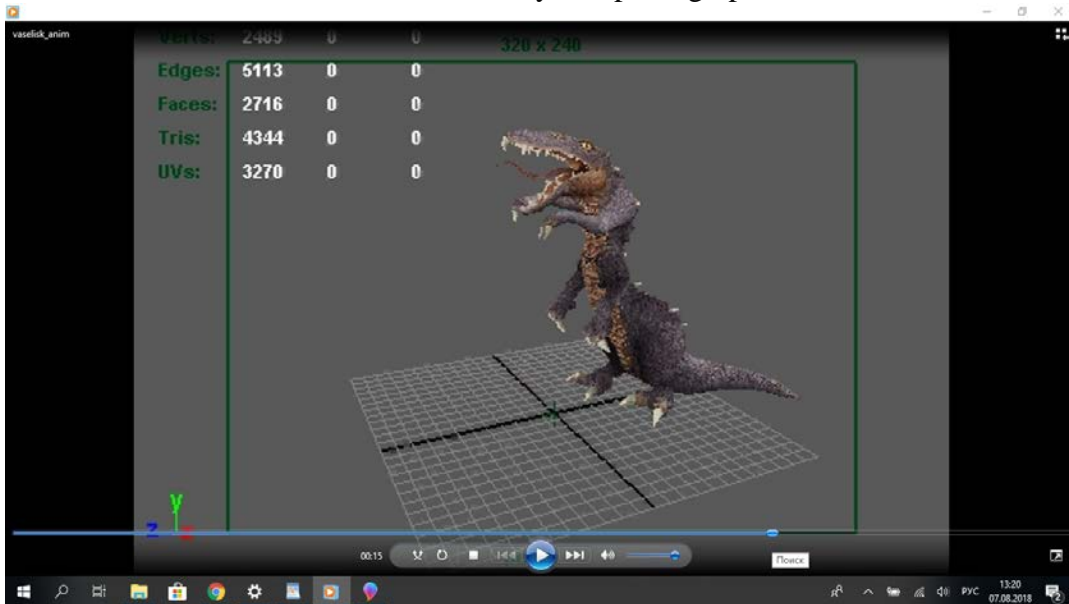 vaselisk_anim
Verts: 2489 0 0
320 x 240
Edges: 5113 0 0
Faces: 2716 0 0
Tris: 4344 0 0
UVs: 3270 0 0
y
z
00:15
Поиск
РУС
13:20
07.08.2018